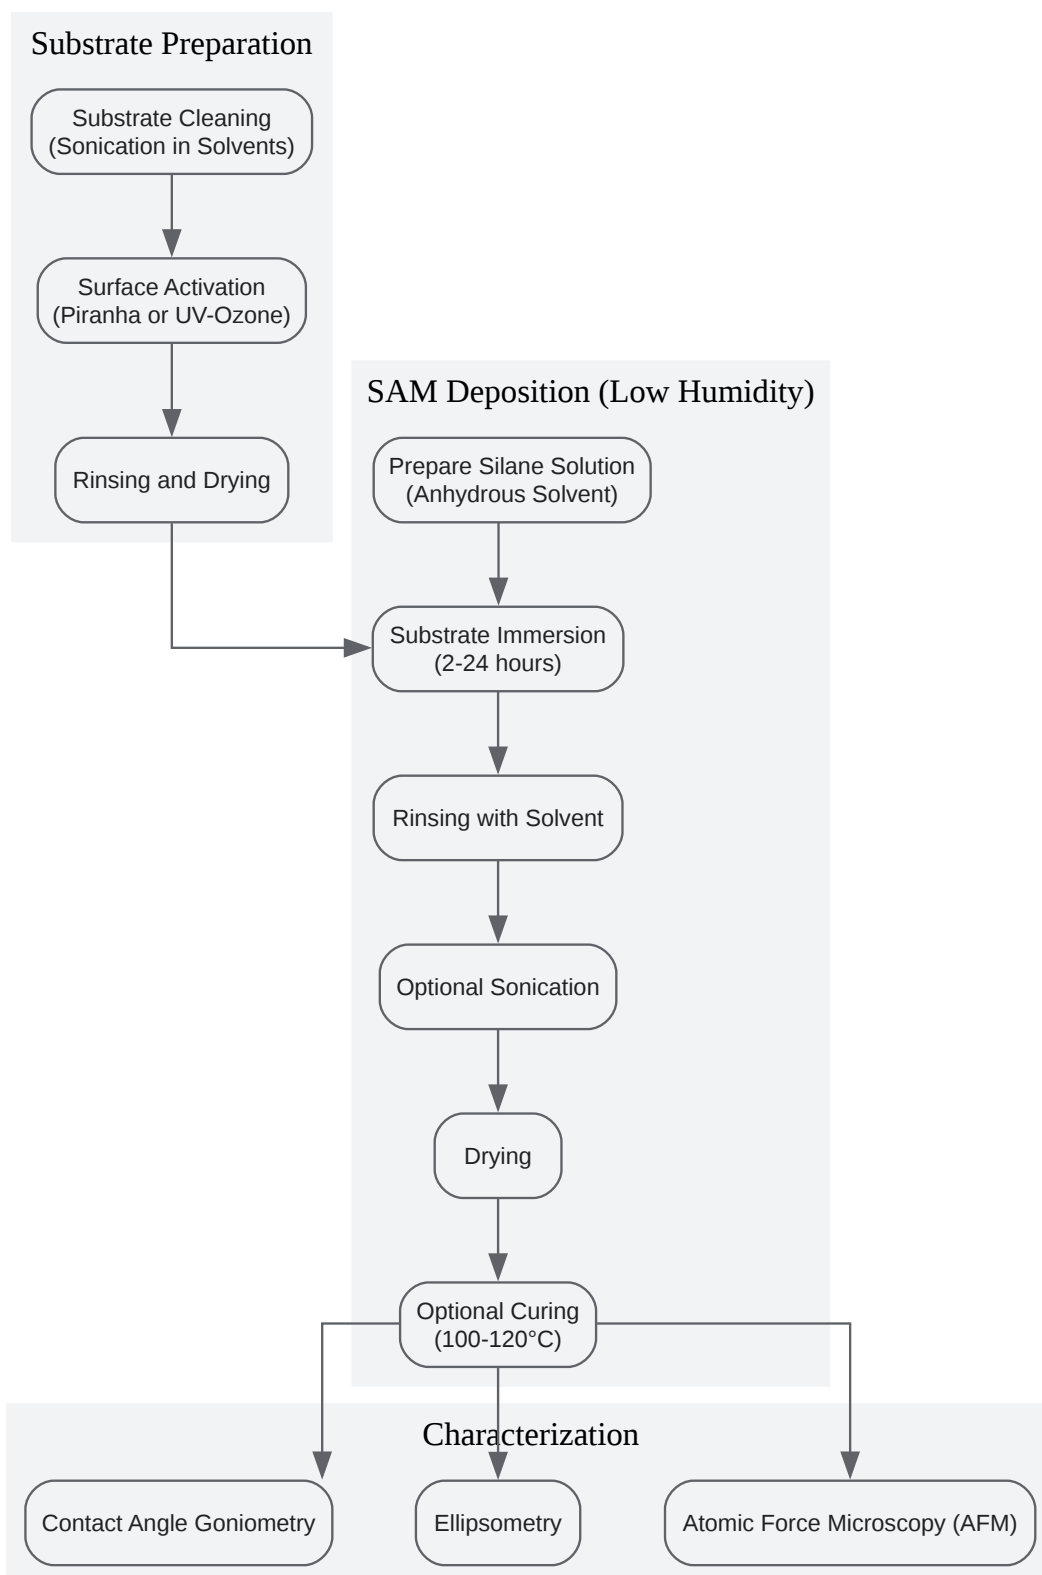 Substrate Preparation
Substrate Cleaning
(Sonication in Solvents)
Surface Activation
(Piranha or UV-Ozone)
Rinsing and Drying
SAM Deposition (Low Humidity)
Prepare Silane Solution
(Anhydrous Solvent)
Substrate Immersion
(2-24 hours)
Rinsing with Solvent
Optional Sonication
Drying
Optional Curing
(100-120°C)
Characterization
Contact Angle Goniometry
Ellipsometry
Atomic Force Microscopy (AFM)